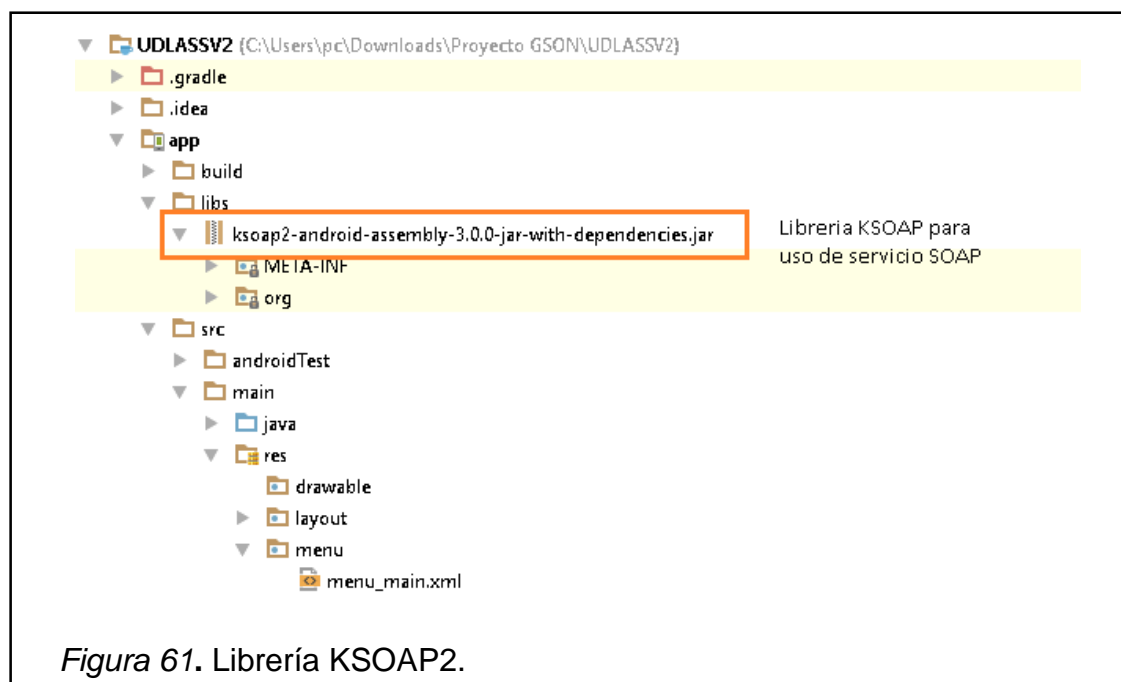 UDLASSV2 (C:\Users\pc\Downloads\Proyecto GSON\UDLASSV2)
.gradle
.idea
app
build
libs
ksoap2-android-assembly-3.0.0-jar-with-dependencies.jar
Libreria KSOAP para
uso de servicio SOAP
META-INF
org
src
androidTest
main
java
res
drawable
layout
menu
menu_main.xml
Figura 61. Librería KSOAP2.